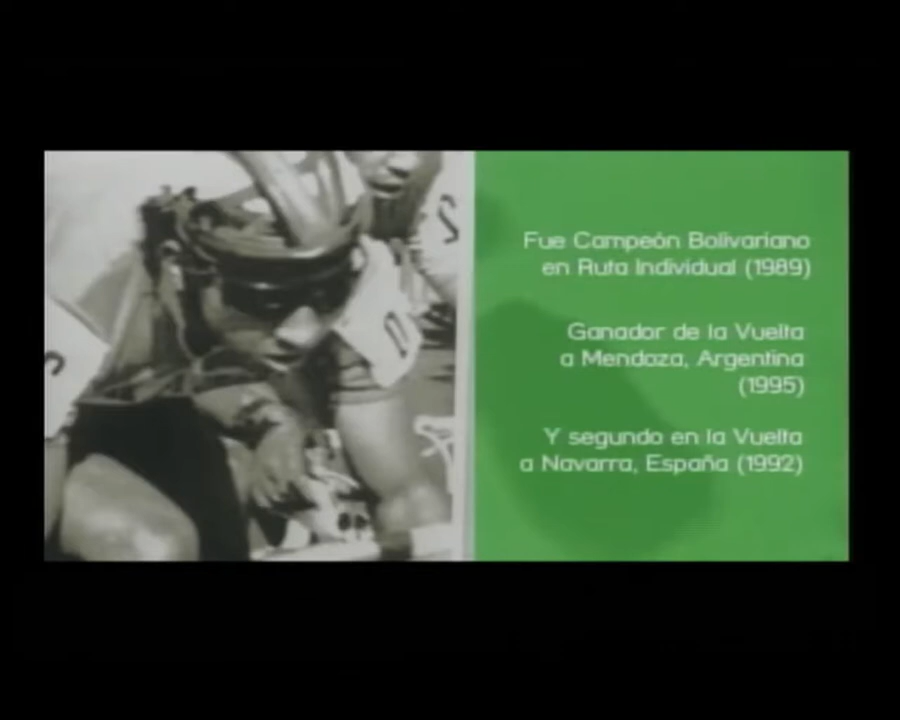 Fue Campeón Bolivariano
en Ruta Individual (1989)
Ganador de la Vuelta
a Mendoza, Argentina
(1995)
Y segundo en la Vuelta
a Navarra, España (1992)